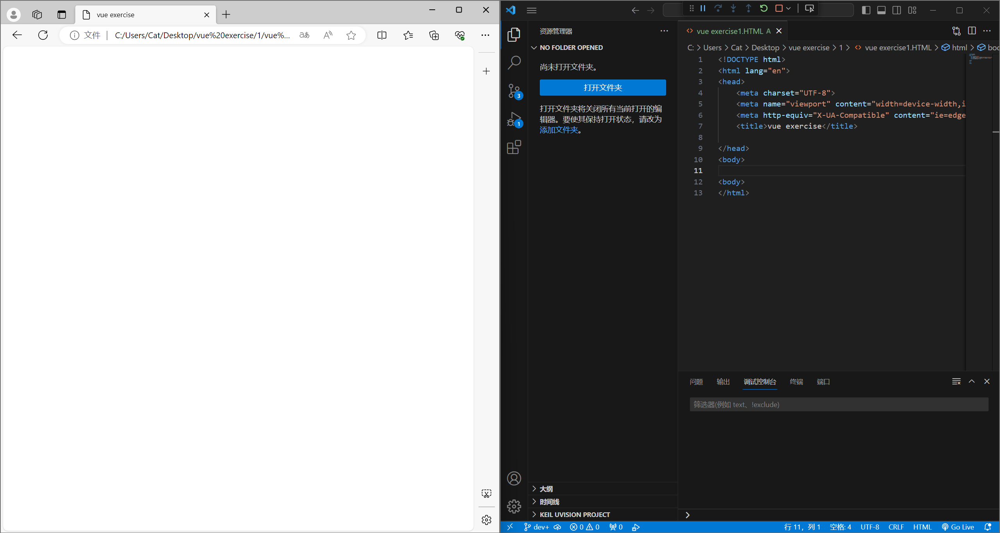 vue exercise
文件 C:/Users/Cat/Desktop/vue%20exercise/1/vue%...
资源管理器
NO FOLDER OPENED
尚未打开文件夹。
打开文件夹
打开文件夹将关闭所有当前打开的编
辑器。要使其保持打开状态，请改为
添加文件夹。
3
1
大纲
时间线
KEIL UVISION PROJECT
vue exercise1.HTML A
C: > Users > Cat > Desktop > vue exercise > 1 > vue exercise1.HTML > html > bod
1 <!DOCTYPE html>
2 <html lang="en">
3 <head>
4 <meta charset="UTF-8">
5 <meta name="viewport" content="width=device-width,i
6 <meta http-equiv="X-UA-Compatible" content="ie=edge
7 <title>vue exercise</title>
8
9 </head>
10 <body>
11
12 <body>
13 </html>
问题 输出 调试控制台 终端 端口
筛选器(例如 text、!exclude)
dev+ 0 0 0 行 11，列 1 空格: 4 UTF-8 CRLF HTML Go Live